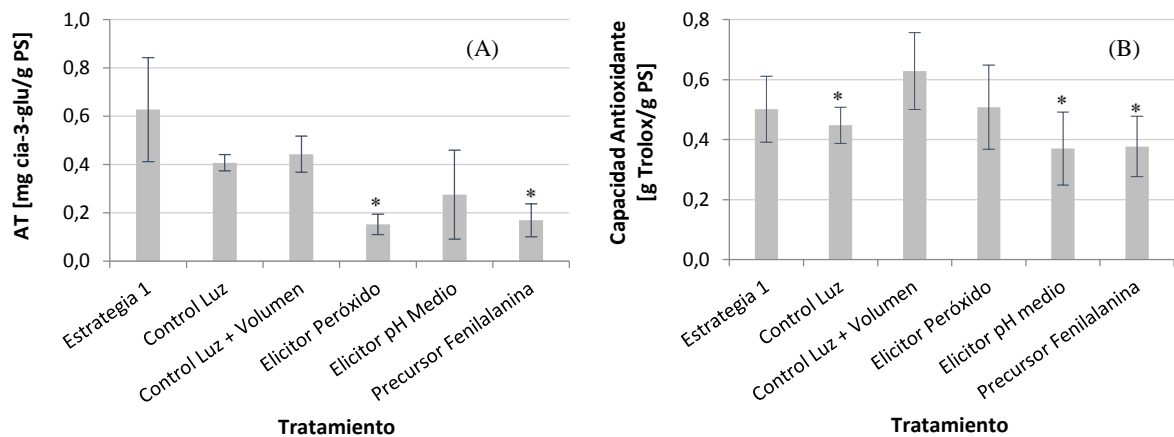 (A)
AT [mg cia-3-glu/g PS]
1,0
0,8
0,6
0,4
0,2
0,0
*
*
Estrategia 1
Control Luz
Control Luz + Volumen
Elicitor Peróxido
Elicitor pH Medio
Precursor Fenilalanina
Tratamiento
(B)
Capacidad Antioxidante
[g Trolox/g PS]
0,8
0,6
0,4
0,2
0,0
*
*
*
Estrategia 1
Control Luz
Control Luz + Volumen
Elicitor Peróxido
Elicitor pH medio
Precursor Fenilalanina
Tratamiento